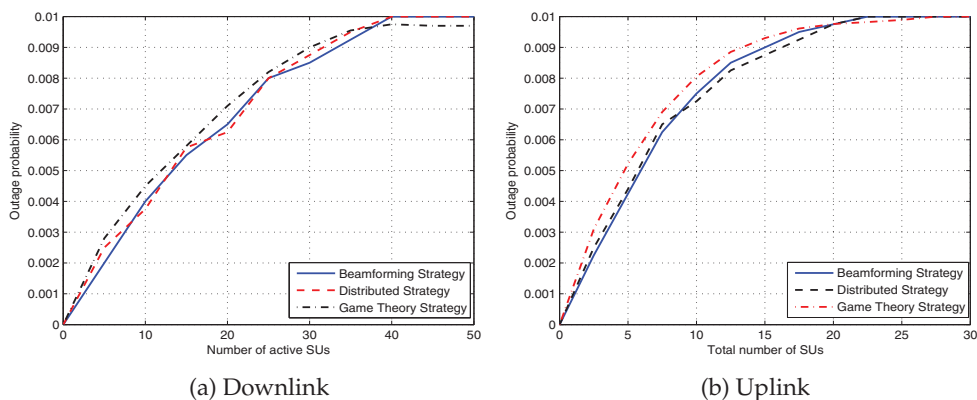 0.01
0.009
0.008
0.007
0.006
0.005
0.004
0.003
0.002
0.001
0
Outage probability
0 10 20 30 40 50
Number of active SUs
Beamforming Strategy
Distributed Strategy
Game Theory Strategy
(a) Downlink
0.01
0.009
0.008
0.007
0.006
0.005
0.004
0.003
0.002
0.001
0
Outage probability
0 5 10 15 20 25 30
Total number of SUs
Beamforming Strategy
Distributed Strategy
Game Theory Strategy
(b) Uplink